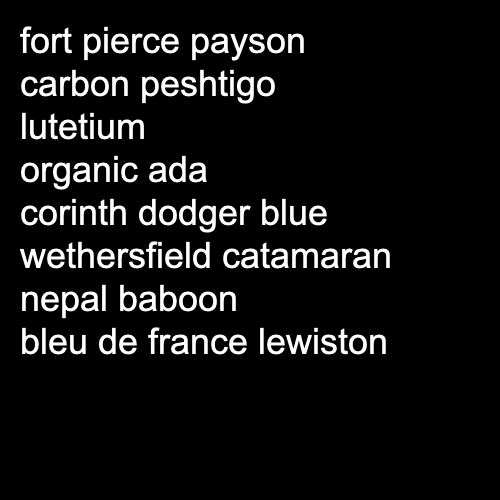 fort pierce payson
carbon peshtigo
lutetium
organic ada
corinth dodger blue
wethersfield catamaran
nepal baboon
bleu de france lewiston